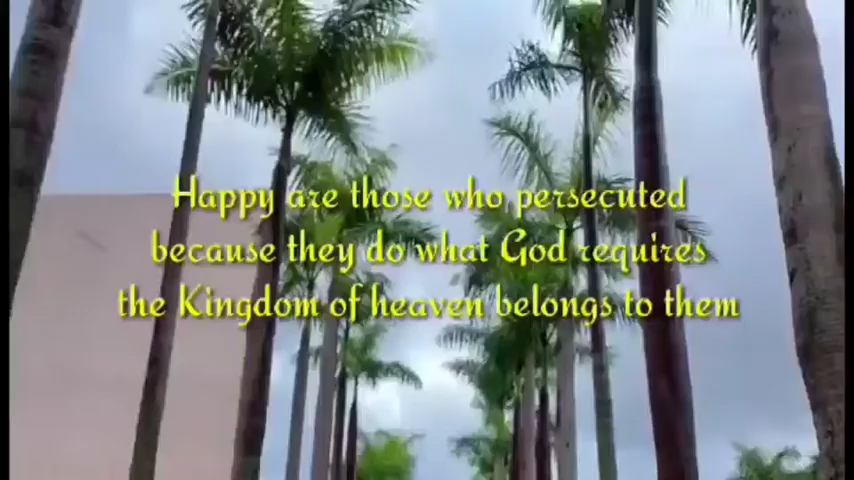 Happy are those who persecuted
because they do what God requires
the Kingdom of heaven belongs to them